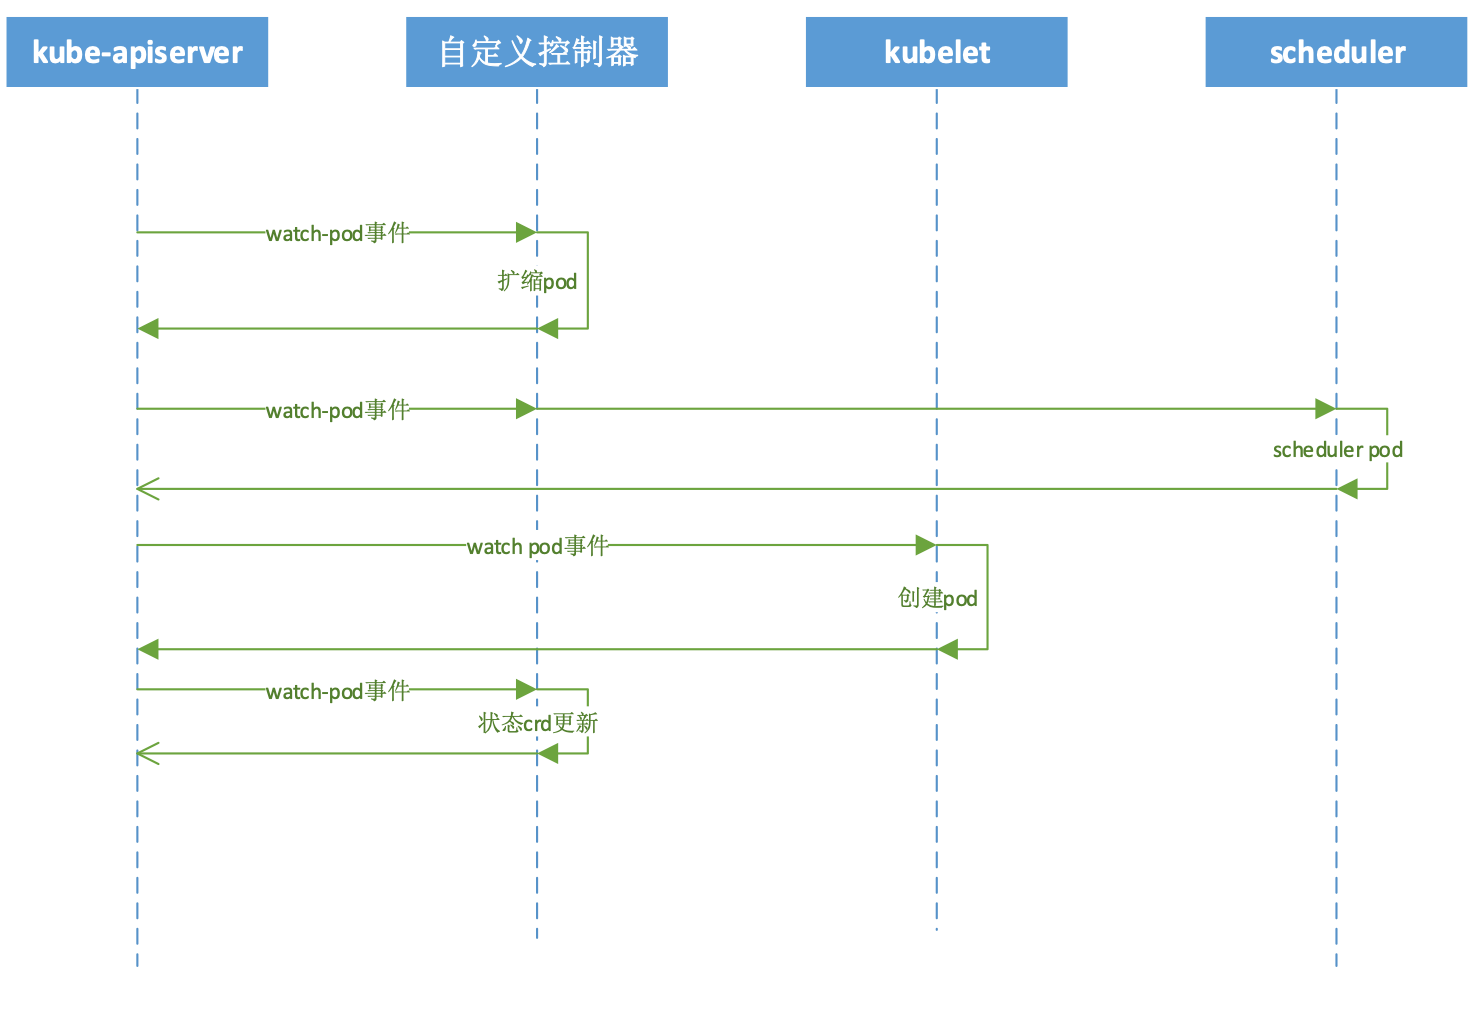 kube-apiserver
自定义控制器
kubelet
scheduler
watch-pod事件
扩缩pod
watch-pod事件
scheduler pod
watch pod事件
创建pod
watch-pod事件
状态crd更新